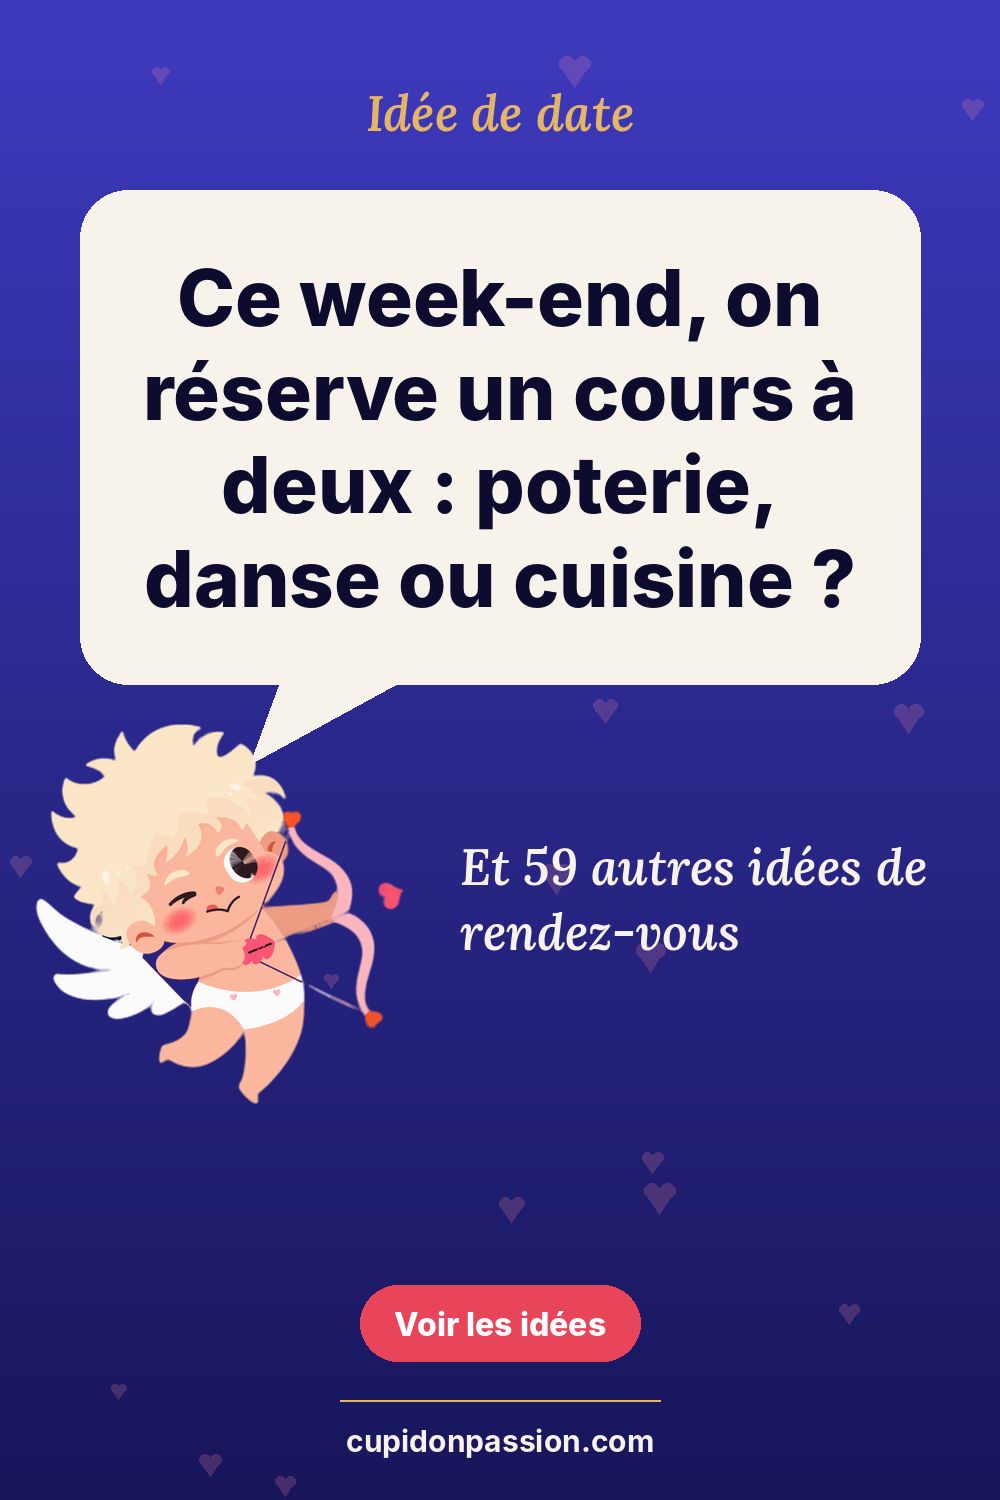 Idée de date
Ce week-end, on
réserve un cours à
deux : poterie,
danse ou cuisine ?
Et 59 autres idées de
rendez-vous
Voir les idées
cupidonpassion.com